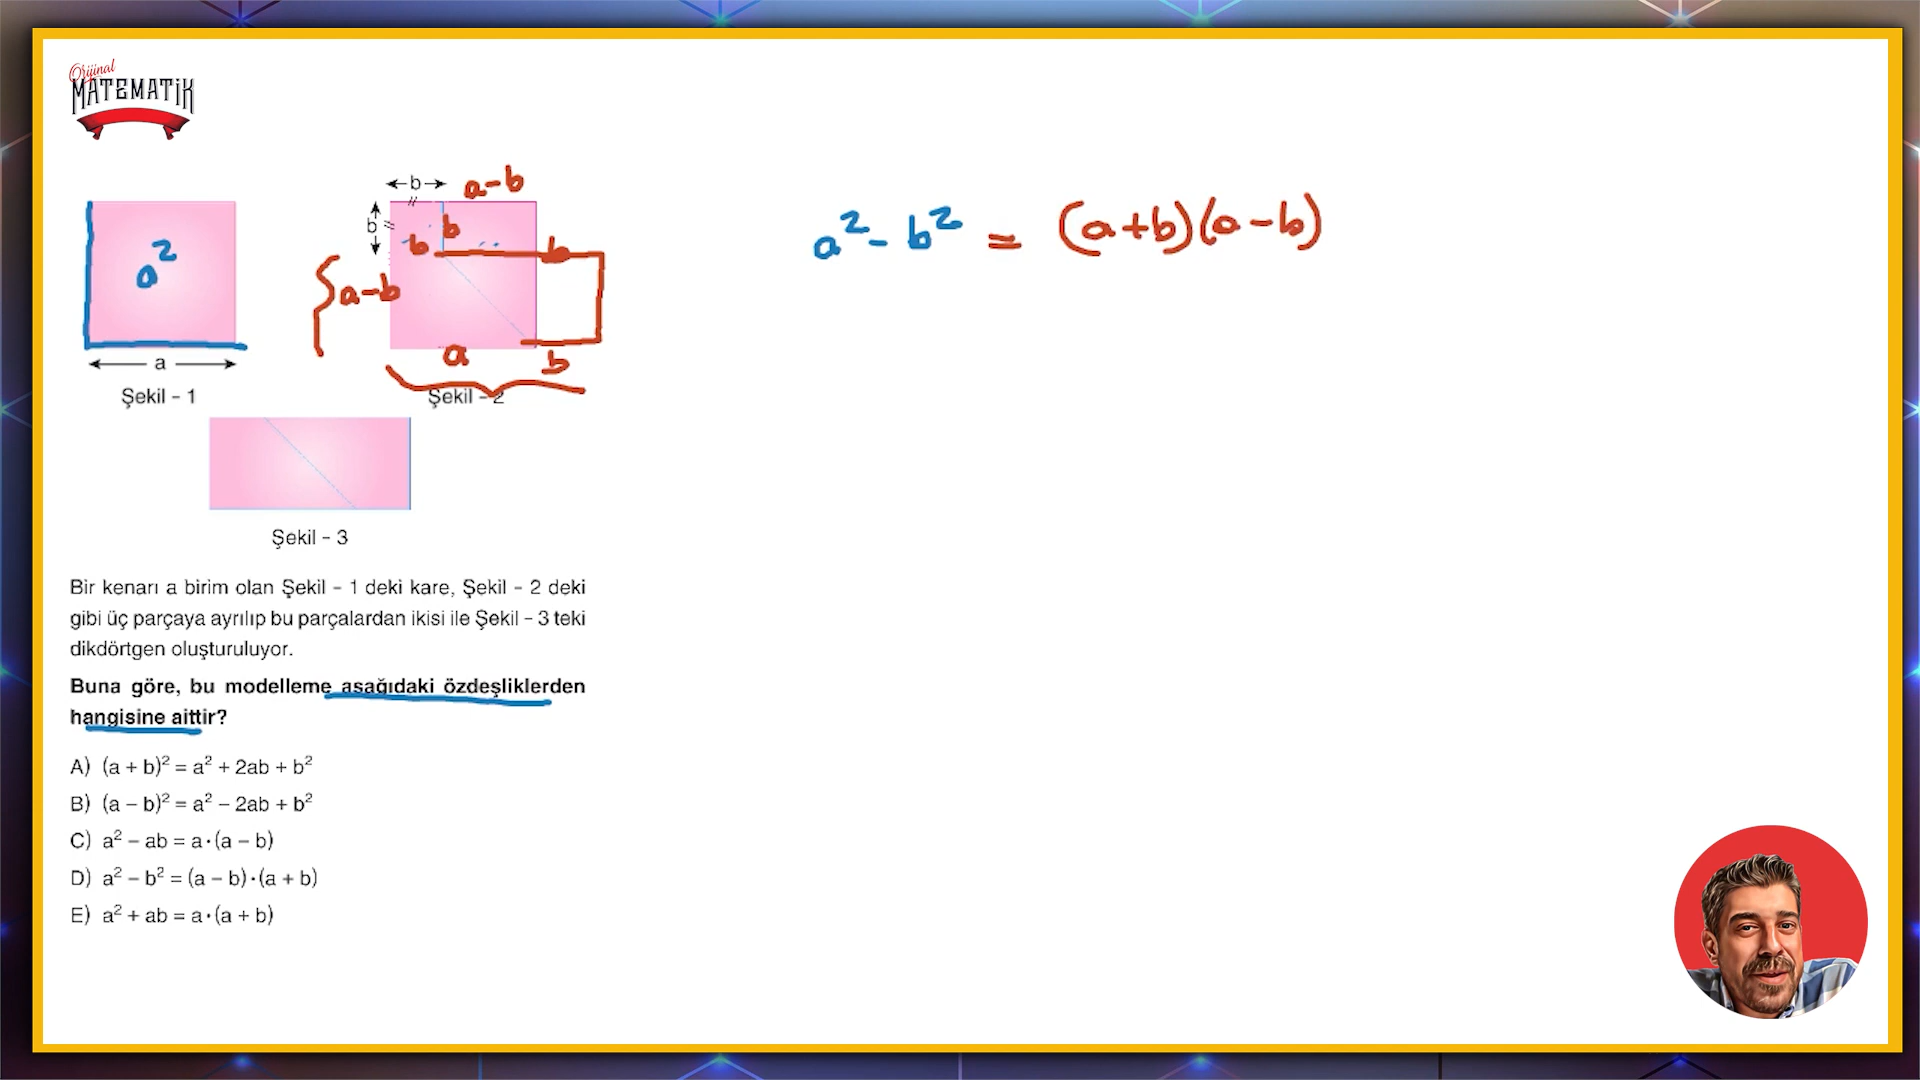 Orijinal
MATEMATİK
b
a-b
b
b
b
b
a-b
a
b
a²
a
Şekil - 1
Şekil - 2
a² - b² = (a+b)(a-b)
Şekil - 3
Bir kenarı a birim olan Şekil - 1 deki kare, Şekil - 2 deki
gibi üç parçaya ayrılıp bu parçalardan ikisi ile Şekil - 3 teki
dikdörtgen oluşturuluyor.
Buna göre, bu modelleme aşağıdaki özdeşliklerden
hangisine aittir?
A) (a + b)² = a² + 2ab + b²
B) (a – b)² = a² – 2ab + b²
C) a² – ab = a·(a – b)
D) a² – b² = (a – b)·(a + b)
E) a² + ab = a·(a + b)